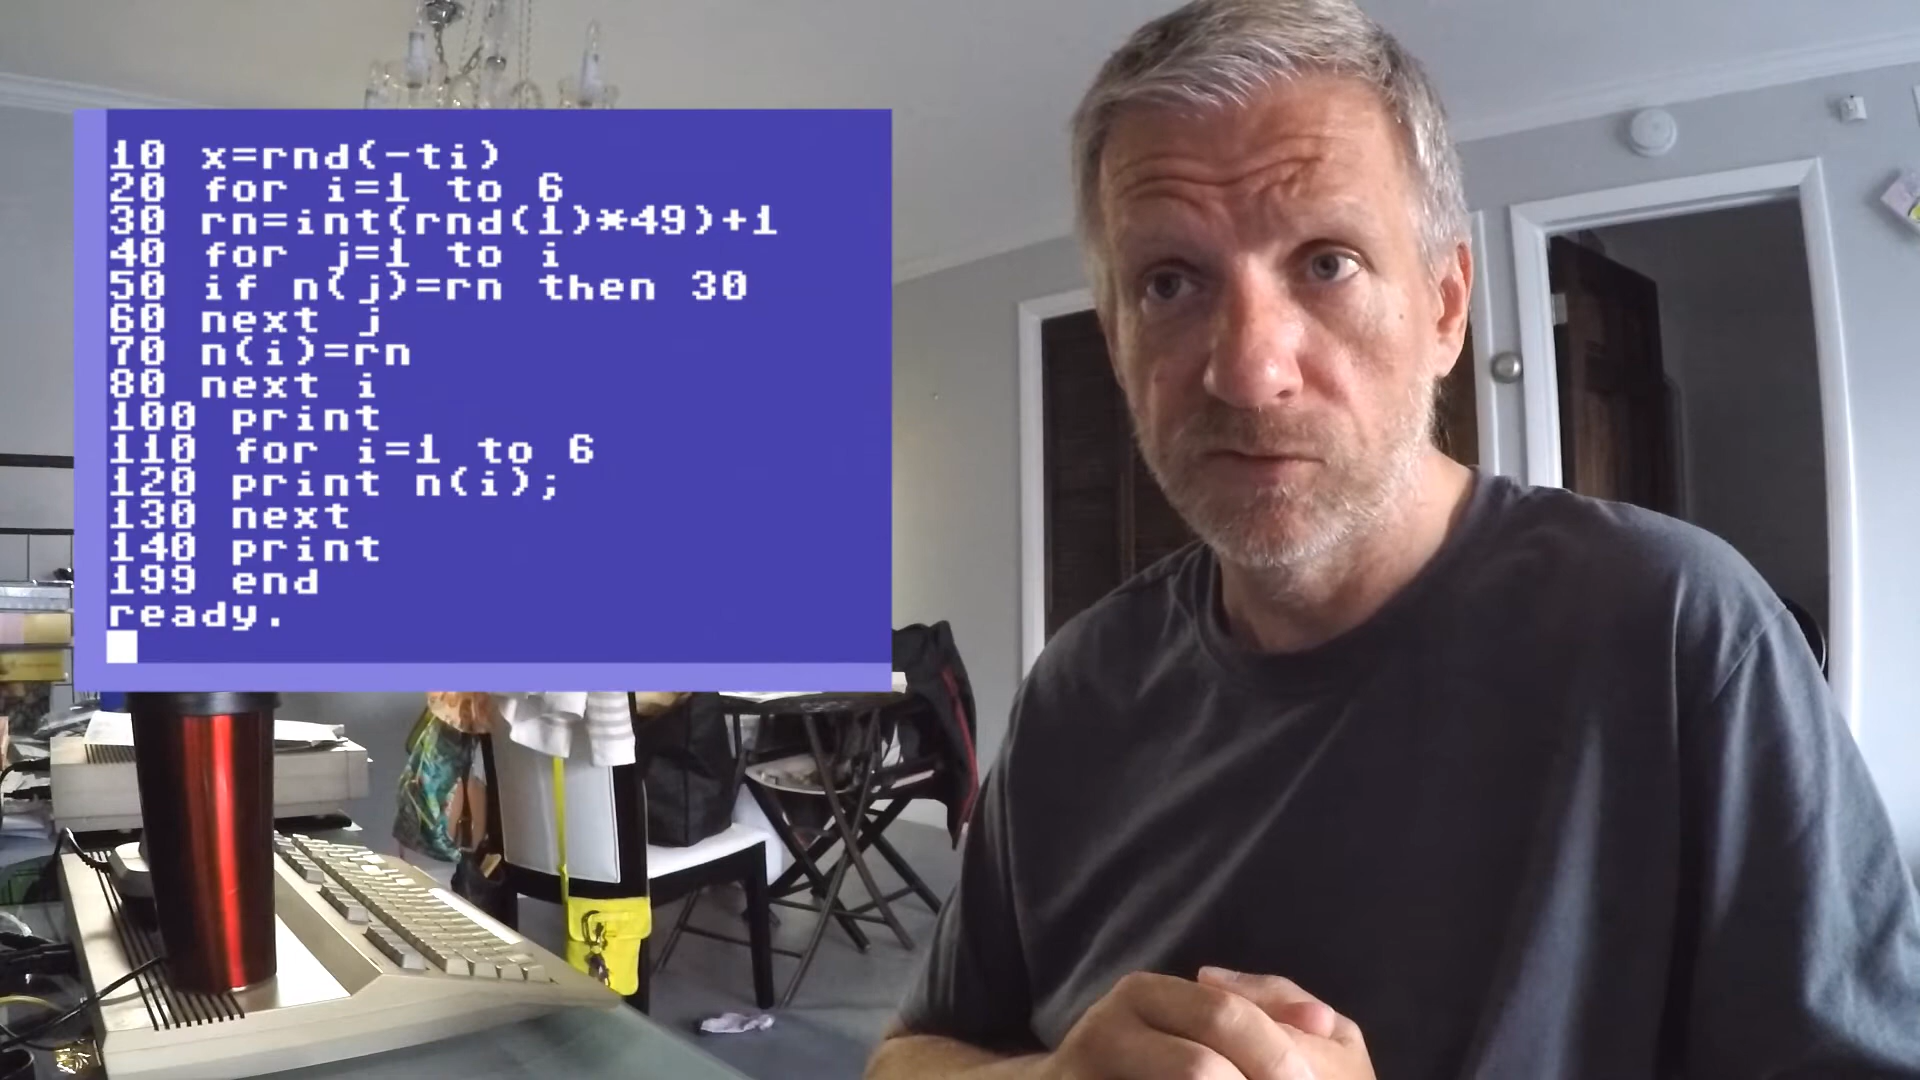 10 x=rnd(-ti)
20 for i=1 to 6
30 rn=int(rnd(1)*49)+1
40 for j=1 to i
50 if n(j)=rn then 30
60 next j
70 n(i)=rn
80 next i
100 print
110 for i=1 to 6
120 print n(i);
130 next
140 print
199 end
ready.